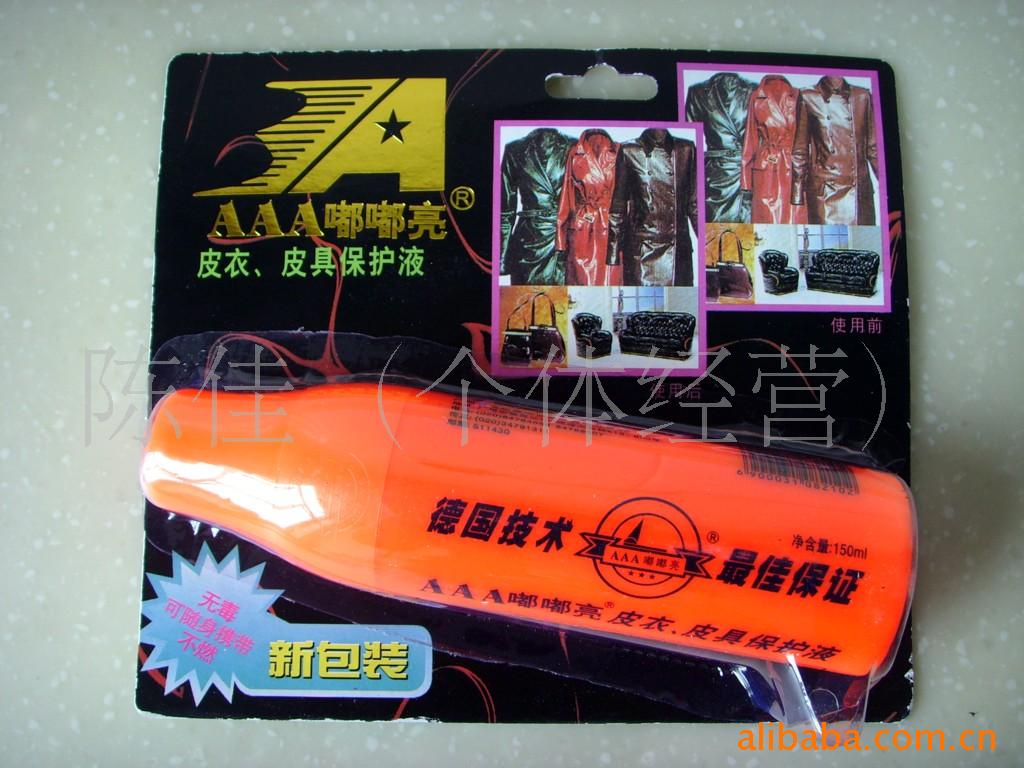 A
AAA嘟嘟亮®
皮衣、皮具保护液
使用前
使用后
陈佳（个体经营）
511430
6900031082102
德国技术
AAA嘟嘟亮
®
最佳保证
净含量:150ml
AAA嘟嘟亮®皮衣、皮具保护液
无毒
可随身携带
不燃
新包装
alibaba.com.cn